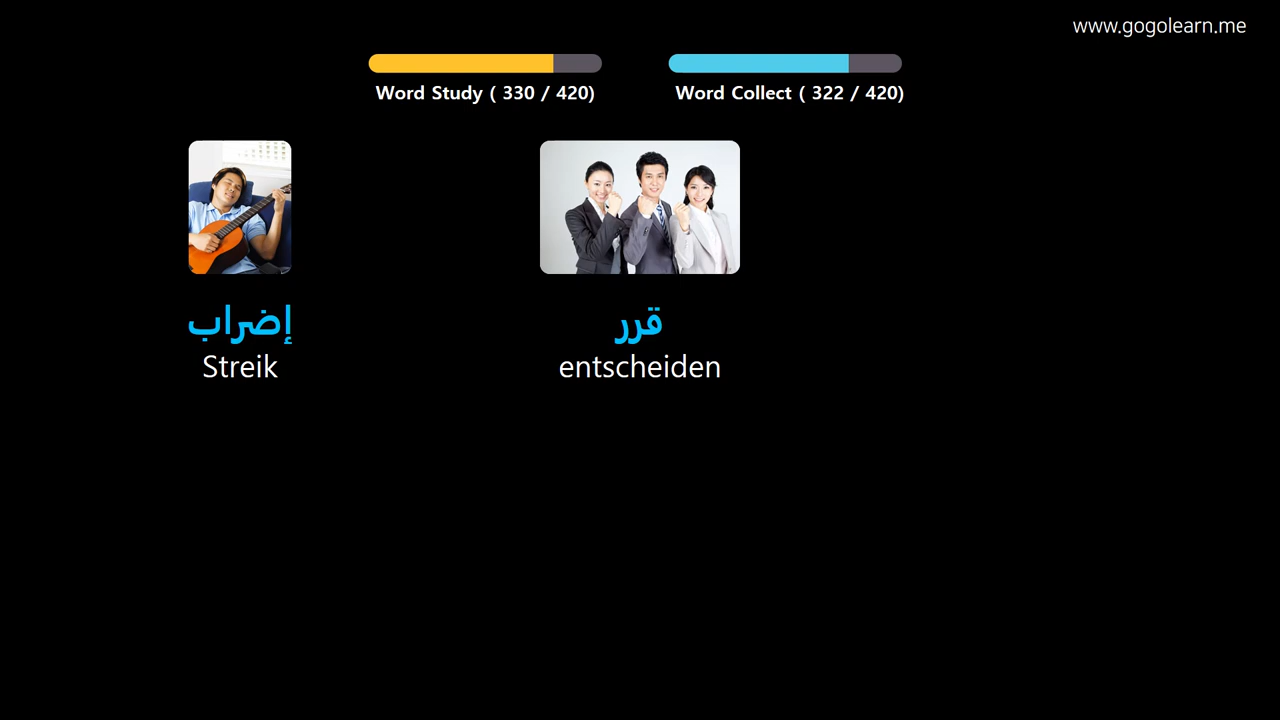 www.gogolearn.me
Word Study ( 330 / 420)
Word Collect ( 322 / 420)
إضراب
Streik
قرر
entscheiden